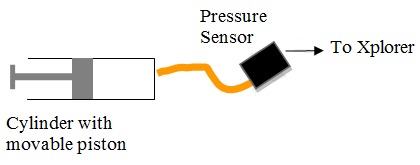 Pressure
Sensor
To Xplorer
Cylinder with
movable piston